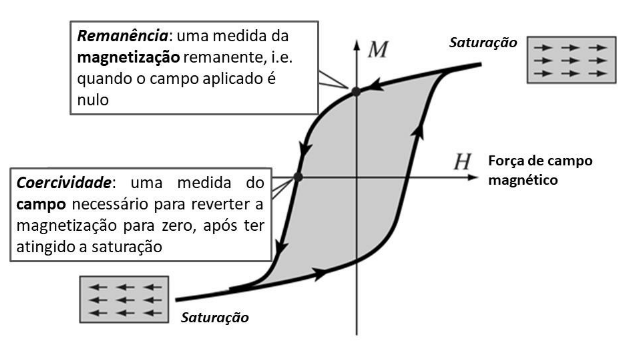 Remanência: uma medida da
magnetização remanente, i.e.
quando o campo aplicado é
nulo
M
Saturação
H
Força de campo
magnético
Coercividade: uma medida do
campo necessário para reverter a
magnetização para zero, após ter
atingido a saturação
Saturação